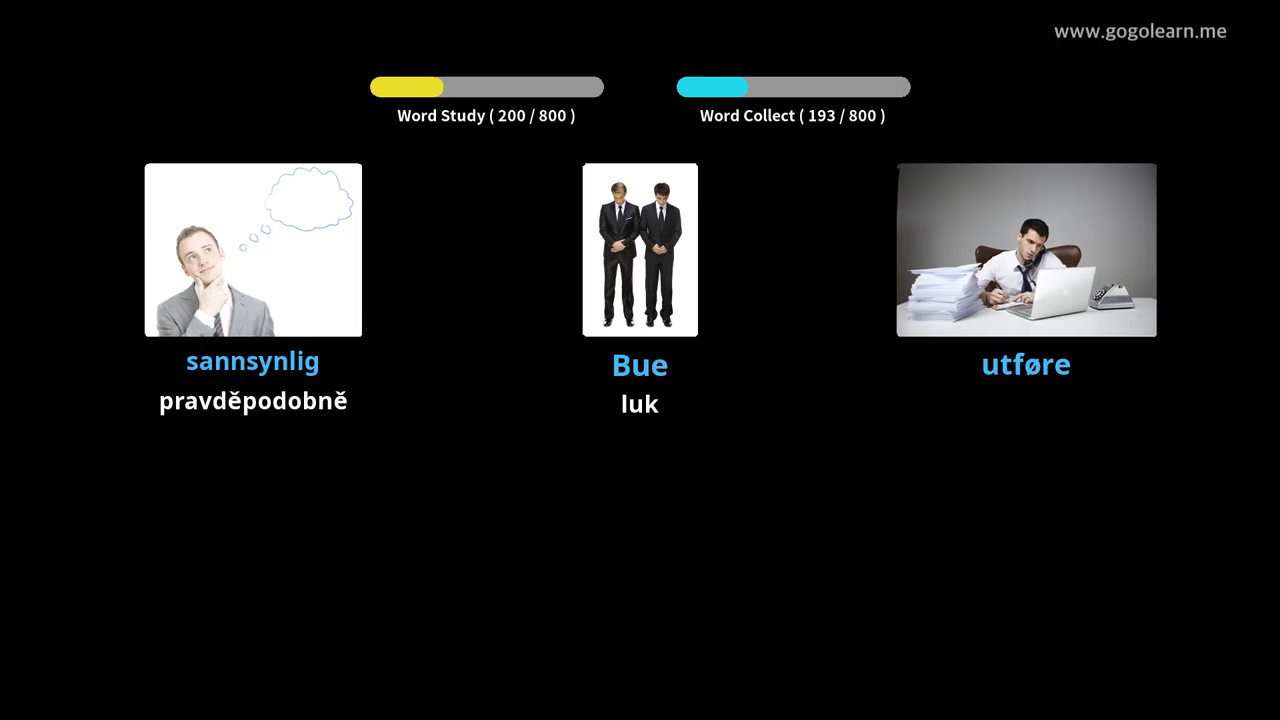 www.gogolearn.me
Word Study ( 200 / 800 )
Word Collect ( 193 / 800 )
sannsynlig
pravděpodobně
Bue
luk
utføre